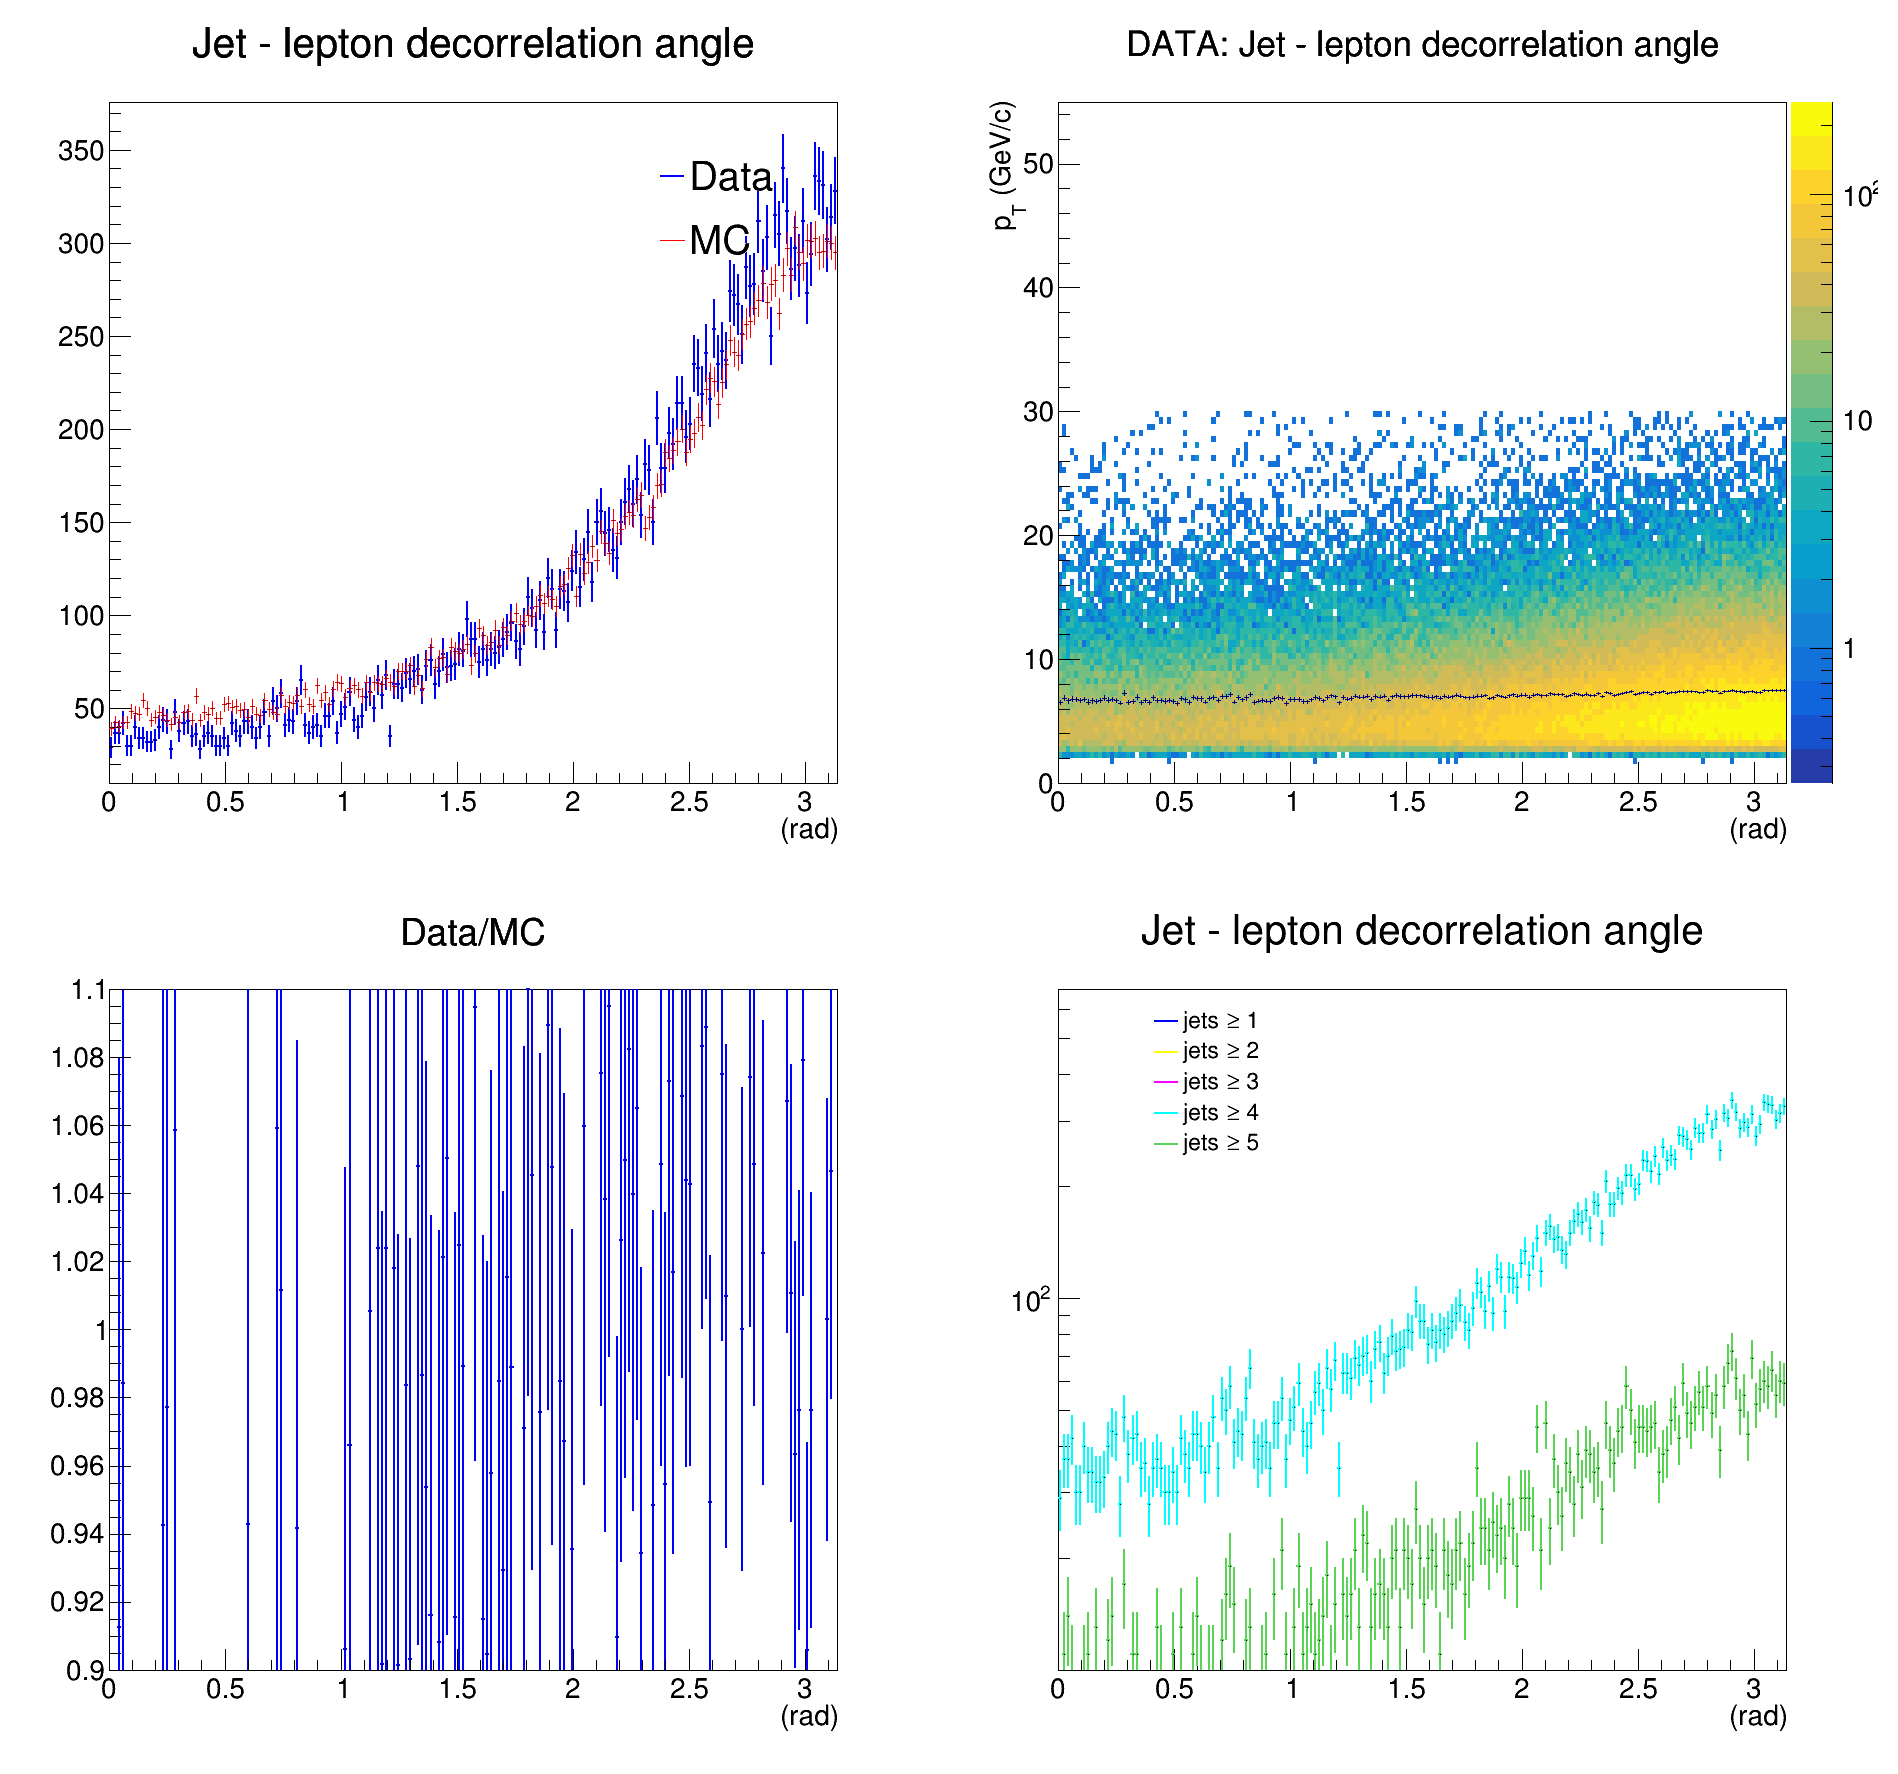 Jet - lepton decorrelation angle
350
300
250
200
150
100
50
Data
MC
0 0.5 1 1.5 2 2.5 3
(rad)
DATA: Jet - lepton decorrelation angle
p_T (GeV/c)
50
40
30
20
10
0
10²
10
1
0 0.5 1 1.5 2 2.5 3
(rad)
Data/MC
1.1
1.08
1.06
1.04
1.02
1
0.98
0.96
0.94
0.92
0.9
0 0.5 1 1.5 2 2.5 3
(rad)
Jet - lepton decorrelation angle
jets ≥ 1
jets ≥ 2
jets ≥ 3
jets ≥ 4
jets ≥ 5
10²
0 0.5 1 1.5 2 2.5 3
(rad)